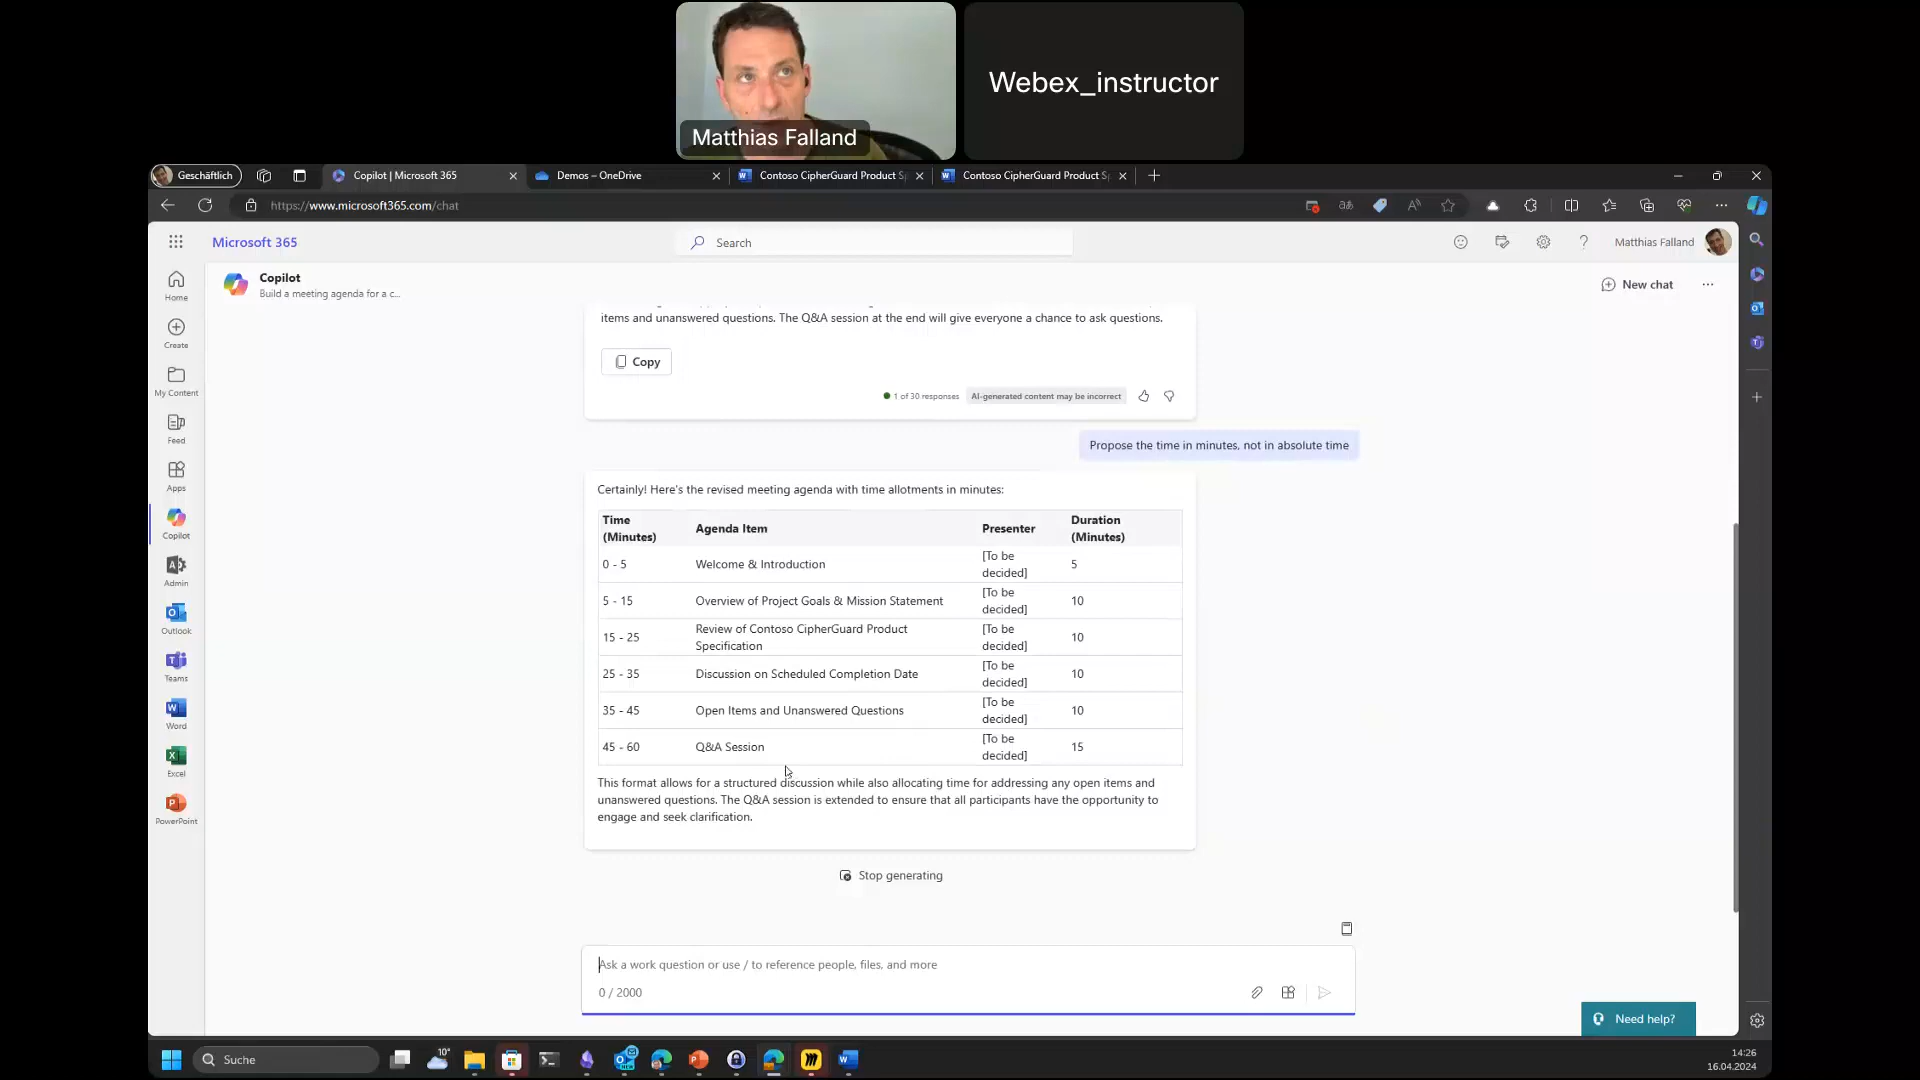 Matthias Falland
Webex_instructor
Geschäftlich
Copilot | Microsoft 365
Demos – OneDrive
Contoso CipherGuard Product S
Contoso CipherGuard Product S
https://www.microsoft365.com/chat
Microsoft 365
Search
Matthias Falland
Copilot
Build a meeting agenda for a c...
New chat
Home
Create
My Content
Feed
Apps
Copilot
Admin
Outlook
Teams
Word
Excel
PowerPoint
items and unanswered questions. The Q&A session at the end will give everyone a chance to ask questions.
Copy
1 of 30 responses
AI-generated content may be incorrect
Propose the time in minutes, not in absolute time
Certainly! Here's the revised meeting agenda with time allotments in minutes:
Time (Minutes) Agenda Item Presenter Duration (Minutes)
0 - 5 Welcome & Introduction [To be decided] 5
5 - 15 Overview of Project Goals & Mission Statement [To be decided] 10
15 - 25 Review of Contoso CipherGuard Product Specification [To be decided] 10
25 - 35 Discussion on Scheduled Completion Date [To be decided] 10
35 - 45 Open Items and Unanswered Questions [To be decided] 10
45 - 60 Q&A Session [To be decided] 15
This format allows for a structured discussion while also allocating time for addressing any open items and
unanswered questions. The Q&A session is extended to ensure that all participants have the opportunity to
engage and seek clarification.
Stop generating
Ask a work question or use / to reference people, files, and more
0 / 2000
Need help?
Suche
10°
14:26
16.04.2024